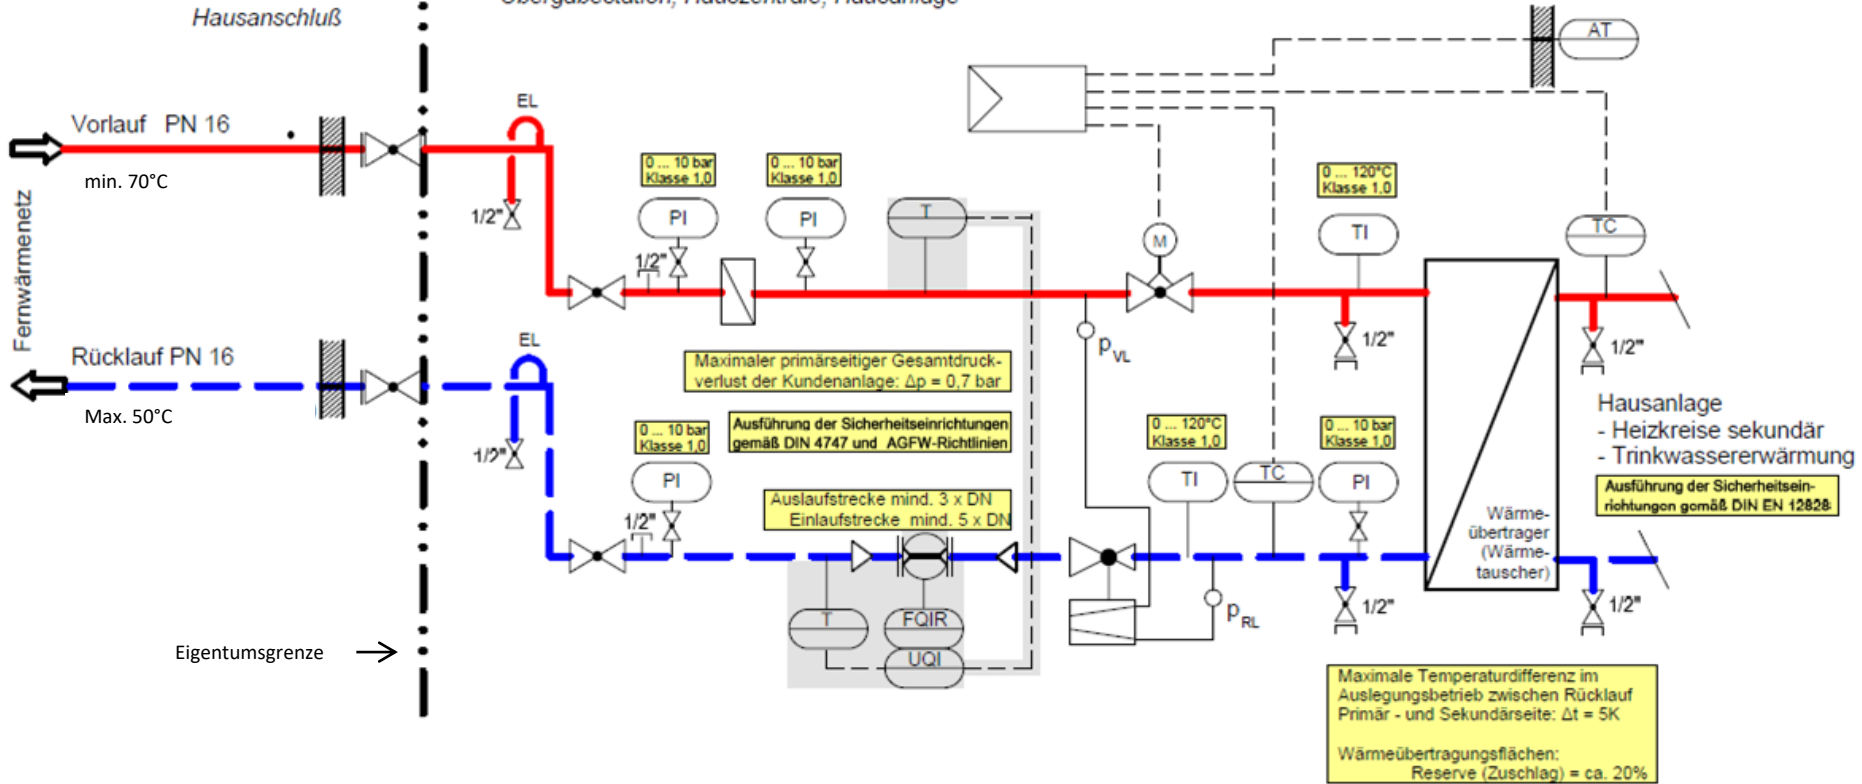 Hausanschluß
Übergabestation, Hauszentrale, Hausanlage
AT
EL
Vorlauf PN 16
min. 70°C
1/2"
0 ... 10 bar
Klasse 1,0
PI
1/2"
0 ... 10 bar
Klasse 1,0
PI
T
M
0 ... 120°C
Klasse 1,0
TI
TC
Fernwärmenetz
1/2"
1/2"
p VL
EL
Rücklauf PN 16
Max. 50°C
1/2"
Maximaler primärseitiger Gesamtdruck-
verlust der Kundenanlage: Δp = 0,7 bar
Ausführung der Sicherheitseinrichtungen
gemäß DIN 4747 und AGFW-Richtlinien
0 ... 10 bar
Klasse 1,0
PI
1/2"
Auslaufstrecke mind. 3 x DN
Einlaufstrecke mind. 5 x DN
0 ... 120°C
Klasse 1,0
TI
TC
0 ... 10 bar
Klasse 1,0
PI
Hausanlage
- Heizkreise sekundär
- Trinkwassererwärmung
Ausführung der Sicherheitsein-
richtungen gemäß DIN EN 12828
Wärme-
übertrager
(Wärme-
tauscher)
T
FQIR
UQI
p RL
1/2"
1/2"
Eigentumsgrenze
Maximale Temperaturdifferenz im
Auslegungsbetrieb zwischen Rücklauf
Primär - und Sekundärseite: Δt = 5K
Wärmeübertragungsflächen:
Reserve (Zuschlag) = ca. 20%